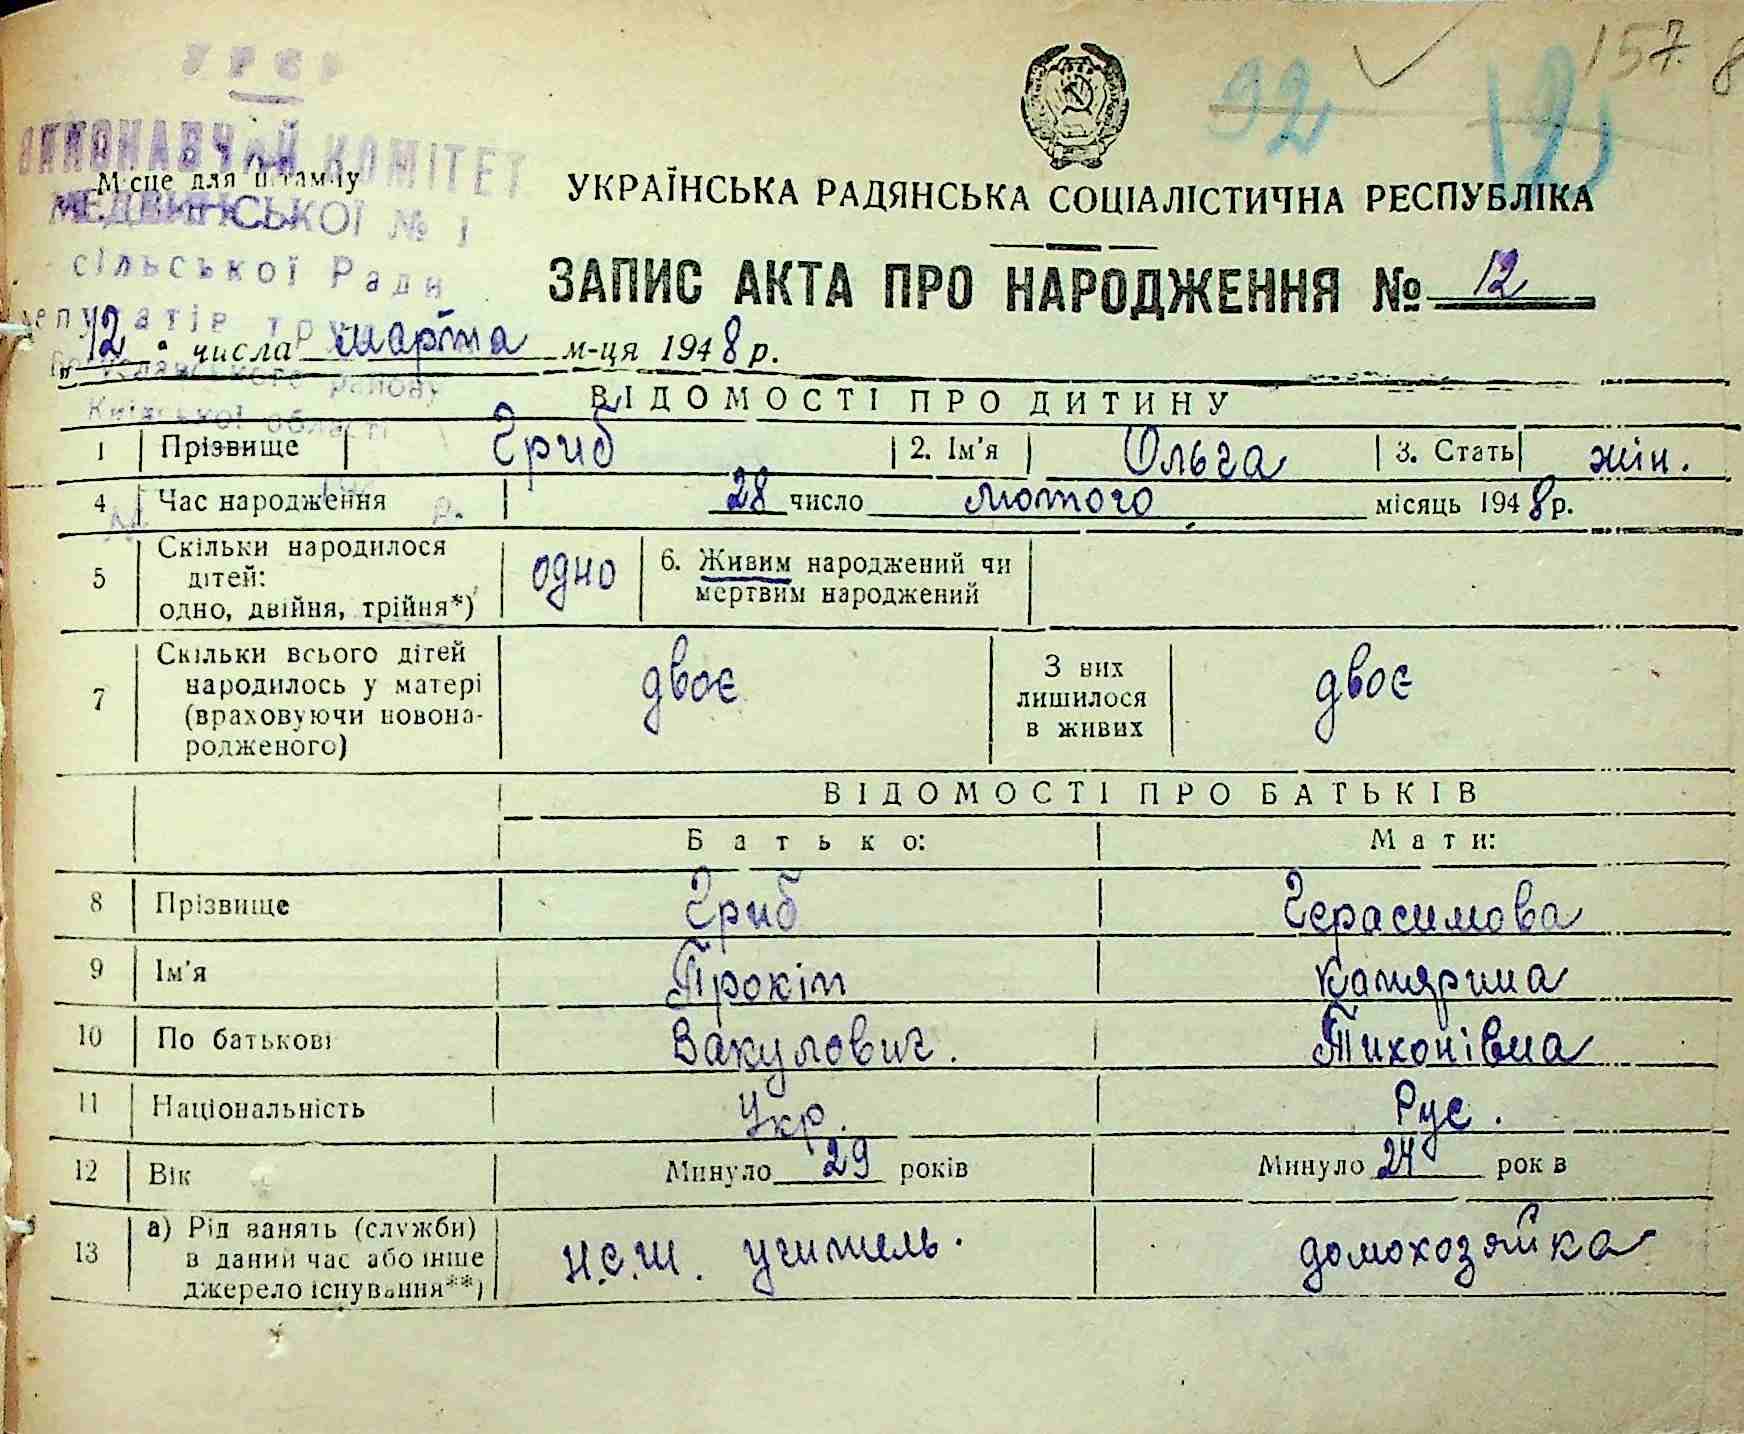 УРСР
ВИКОНАВЧИЙ КОМІТЕТ
Місце для штампу
МЕДВИНСЬКОЇ № 1
сільської Ради
депутатів
району
Київської області
157.
92
12
УКРАЇНСЬКА РАДЯНСЬКА СОЦІАЛІСТИЧНА РЕСПУБЛІКА
ЗАПИС АКТА ПРО НАРОДЖЕННЯ № 12
„12" числа марта м-ця 1948 р.
ВІДОМОСТІ ПРО ДИТИНУ
1 Прізвище Гриб 2. Ім'я Ольга 3. Стать жін.
4 Час народження 28 число лютого місяць 1948 р.
5 Скільки народилося дітей: одно, двійня, трійня*) одно 6. Живим народжений чи мертвим народжений
7 Скільки всього дітей народилось у матері (враховуючи новонародженого) двоє З них лишилося в живих двоє
ВІДОМОСТІ ПРО БАТЬКІВ
Батько: Мати:
8 Прізвище Гриб Герасимова
9 Ім'я Прокіп Катярина
10 По батькові Вакулович. Тихонівна
11 Національність Укр. Рус.
12 Вік Минуло 29 років Минуло 24 рок в
13 а) Рід занять (служби) в даний час або інше джерело існування**) Н.С.Ш. учитель. домохозяйка